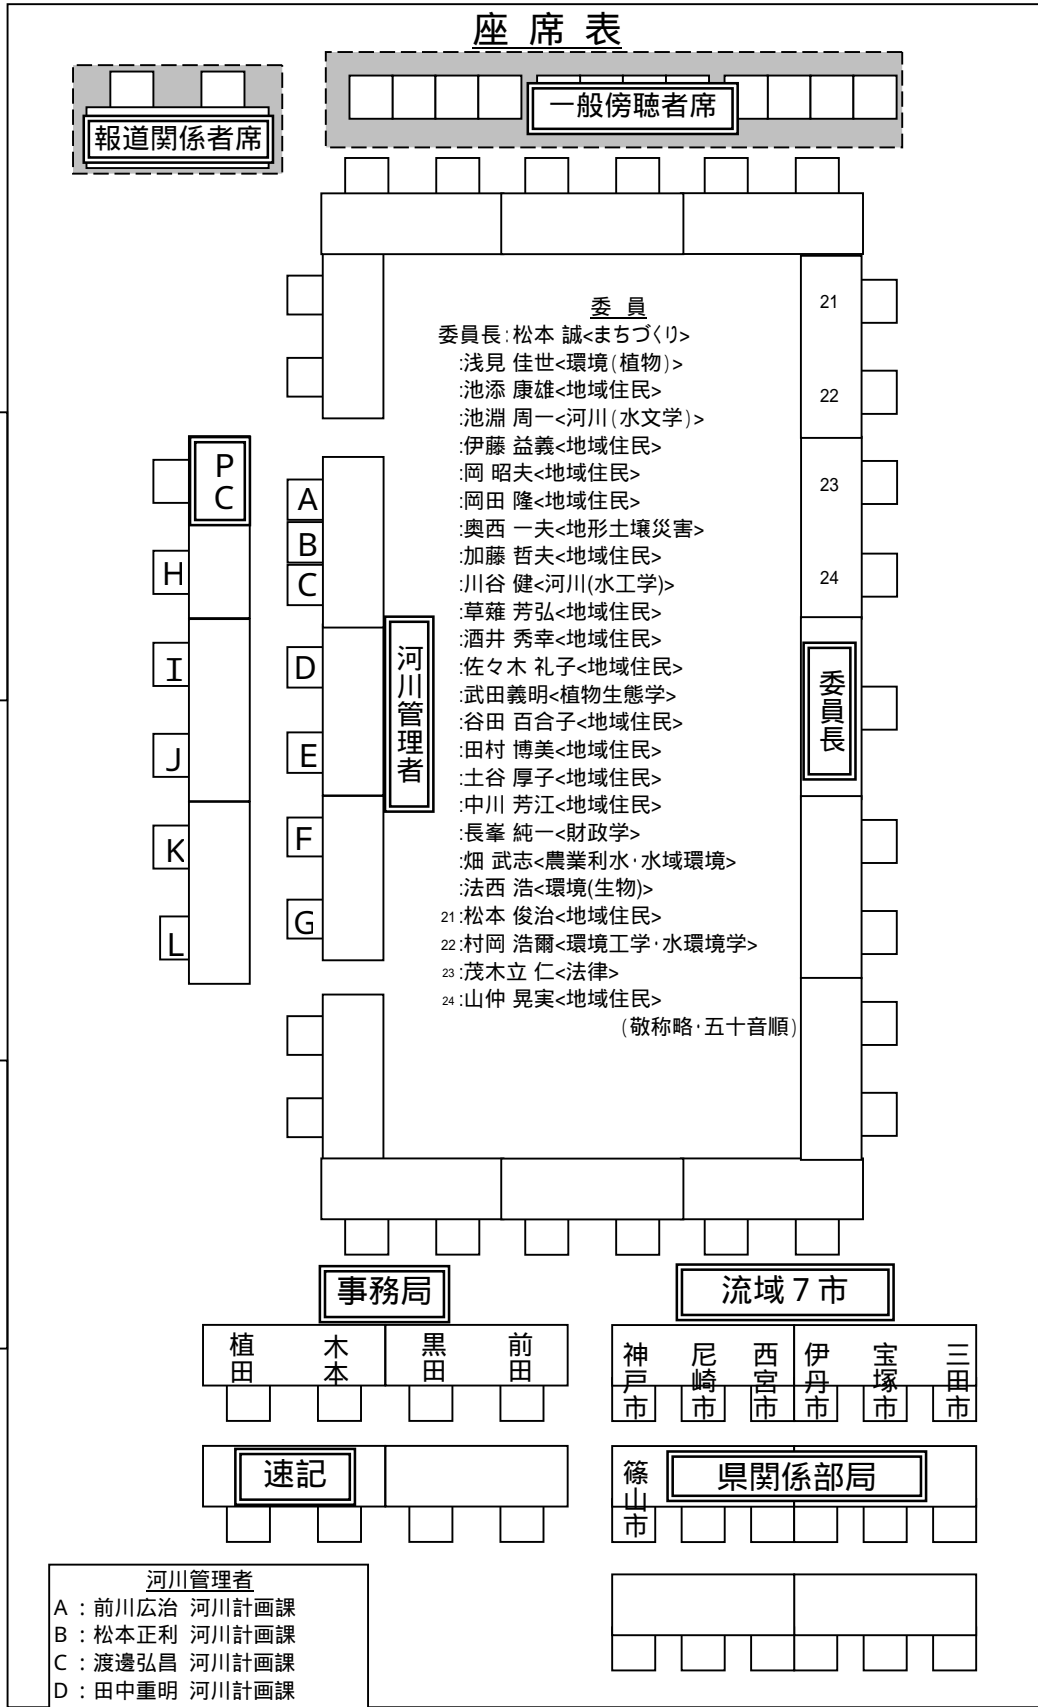 座 席 表
報道関係者席
一般傍聴者席
21
22
23
24
委員長
委 員
委員長:松本 誠<まちづくり>
:浅見 佳世<環境(植物)>
:池添 康雄<地域住民>
:池淵 周一<河川(水文学)>
:伊藤 益義<地域住民>
:岡 昭夫<地域住民>
:岡田 隆<地域住民>
:奥西 一夫<地形土壌災害>
:加藤 哲夫<地域住民>
:川谷 健<河川(水工学)>
:草薙 芳弘<地域住民>
:酒井 秀幸<地域住民>
:佐々木 礼子<地域住民>
:武田義明<植物生態学>
:谷田 百合子<地域住民>
:田村 博美<地域住民>
:土谷 厚子<地域住民>
:中川 芳江<地域住民>
:長峯 純一<財政学>
:畑 武志<農業利水・水域環境>
:法西 浩<環境(生物)>
21:松本 俊治<地域住民>
22:村岡 浩爾<環境工学・水環境学>
23:茂木立 仁<法律>
24:山仲 晃実<地域住民>
(敬称略・五十音順)
PC
H
I
J
K
L
A
B
C
D
E
F
G
河川管理者
事務局
植田
木本
黒田
前田
速記
流域7市
神戸市
尼崎市
西宮市
伊丹市
宝塚市
三田市
篠山市
県関係部局
河川管理者
A:前川広治 河川計画課
B:松本正利 河川計画課
C:渡邊弘昌 河川計画課
D:田中重明 河川計画課